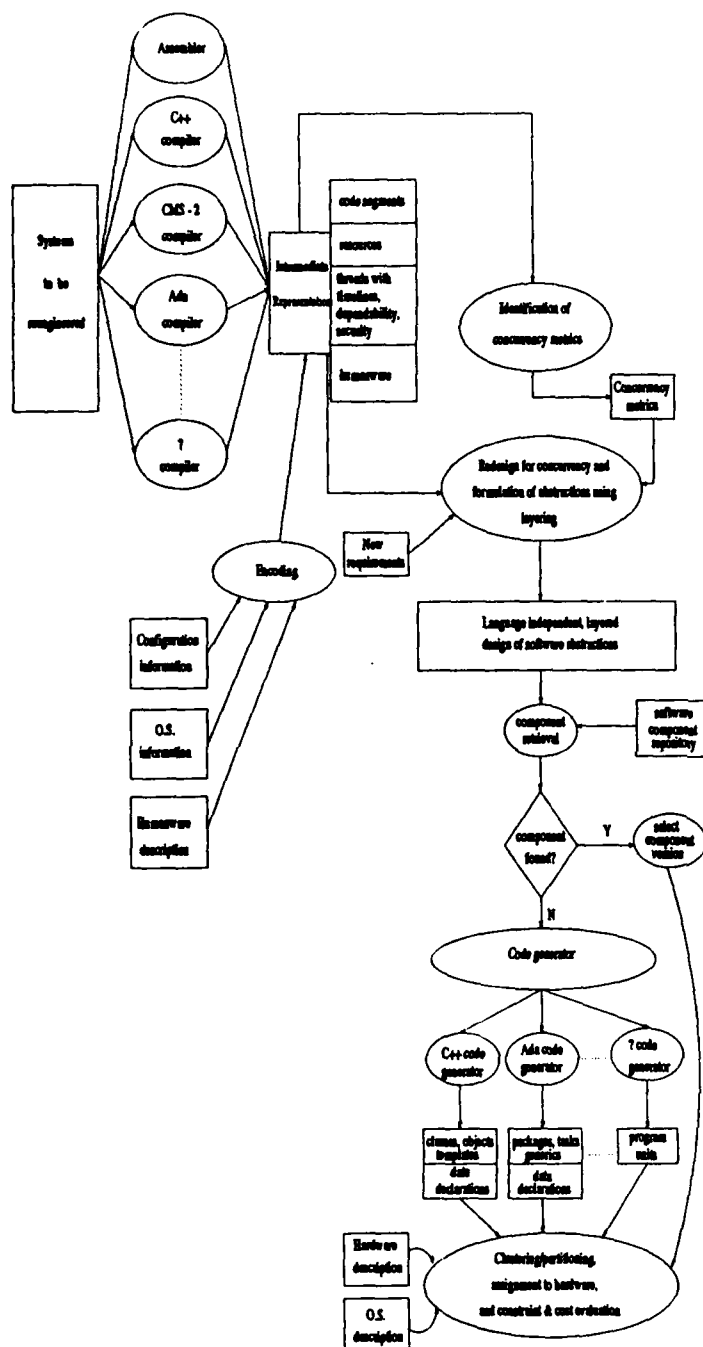 Assembler
C++
compiler
CMS - 2
compiler
Ada
compiler
?
compiler
System
to be
reengineered
Intermediate
Representation
code segments
resources
threads with
timeliness,
dependability,
security
Identification of
concurrency metrics
Concurrency
metrics
Redesign for concurrency and
formulation of abstractions using
layering
New
requirements
Encoding
Configuration
information
O.S.
information
description
Language independent, layered
design of software abstractions
component
retrieval
software
component
repository
component
found?
Y
select
component
version
N
Code generator
C++ code
generator
Ada code
generator
? code
generator
classes, objects
templates
data
declarations
packages, tasks
generics
data
declarations
program
units
Hardware
description
O.S.
description
Clustering/partitioning,
assignment to hardware,
and constraint & cost evaluation